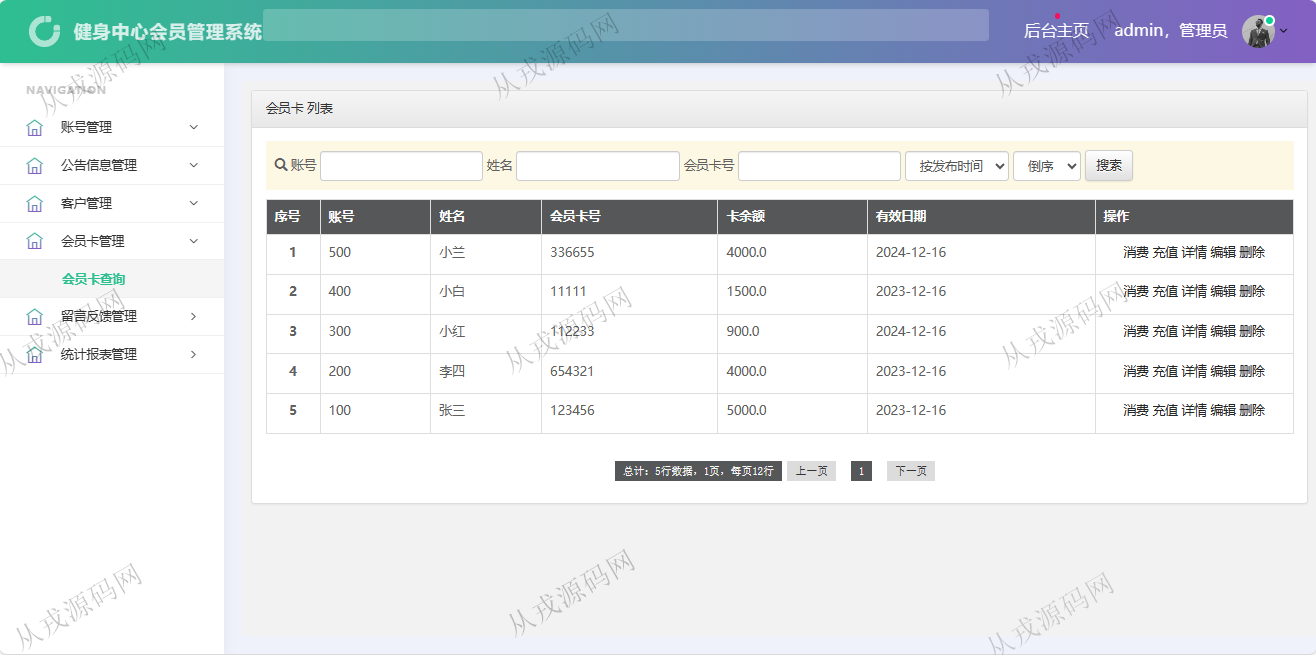 健身中心会员管理系统
后台主页 admin，管理员
NAVIGATION
账号管理
公告信息管理
客户管理
会员卡管理
会员卡查询
留言反馈管理
统计报表管理
会员卡 列表
账号 姓名 会员卡号 按发布时间 倒序 搜索
序号 账号 姓名 会员卡号 卡余额 有效日期 操作
1 500 小兰 336655 4000.0 2024-12-16 消费 充值 详情 编辑 删除
2 400 小白 11111 1500.0 2023-12-16 消费 充值 详情 编辑 删除
3 300 小红 112233 900.0 2024-12-16 消费 充值 详情 编辑 删除
4 200 李四 654321 4000.0 2023-12-16 消费 充值 详情 编辑 删除
5 100 张三 123456 5000.0 2023-12-16 消费 充值 详情 编辑 删除
总计：5行数据，1页，每页12行 上一页 1 下一页
从戎源码网
从戎源码网
从戎源码网
从戎源码网
从戎源码网
从戎源码网
从戎源码网
从戎源码网
从戎源码网